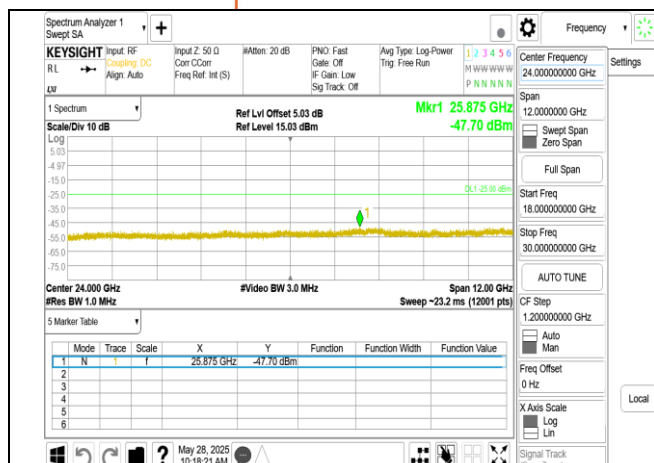 Spectrum Analyzer 1
Swept SA
Frequency
KEYSIGHT
RL
Input: RF
Coupling: DC
Align: Auto
Input Z: 50 Ω
Corr CCorr
Freq Ref: Int (S)
#Atten: 20 dB
PNO: Fast
Gate: Off
IF Gain: Low
Sig Track: Off
Avg Type: Log-Power
Trig: Free Run
1 2 3 4 5 6
M W W W W W
P N N N N N
LXI
1 Spectrum
Scale/Div 10 dB
Ref Lvl Offset 5.03 dB
Ref Level 15.03 dBm
Mkr1 25.875 GHz
-47.70 dBm
Log
5.03
-4.97
-15.0
-25.0
-35.0
-45.0
-55.0
-65.0
-75.0
DL1 -25.00 dBm
1
Center 24.000 GHz
#Res BW 1.0 MHz
#Video BW 3.0 MHz
Span 12.00 GHz
Sweep ~23.2 ms (12001 pts)
5 Marker Table
Mode Trace Scale X Y Function Function Width Function Value
1 N 1 f 25.875 GHz -47.70 dBm
2
3
4
5
6
May 28, 2025
10:18:21 AM
?
Center Frequency
24.000000000 GHz
Span
12.0000000 GHz
Swept Span
Zero Span
Full Span
Start Freq
18.000000000 GHz
Stop Freq
30.000000000 GHz
AUTO TUNE
CF Step
1.200000000 GHz
Auto
Man
Freq Offset
0 Hz
X Axis Scale
Log
Lin
Signal Track
Settings
Local